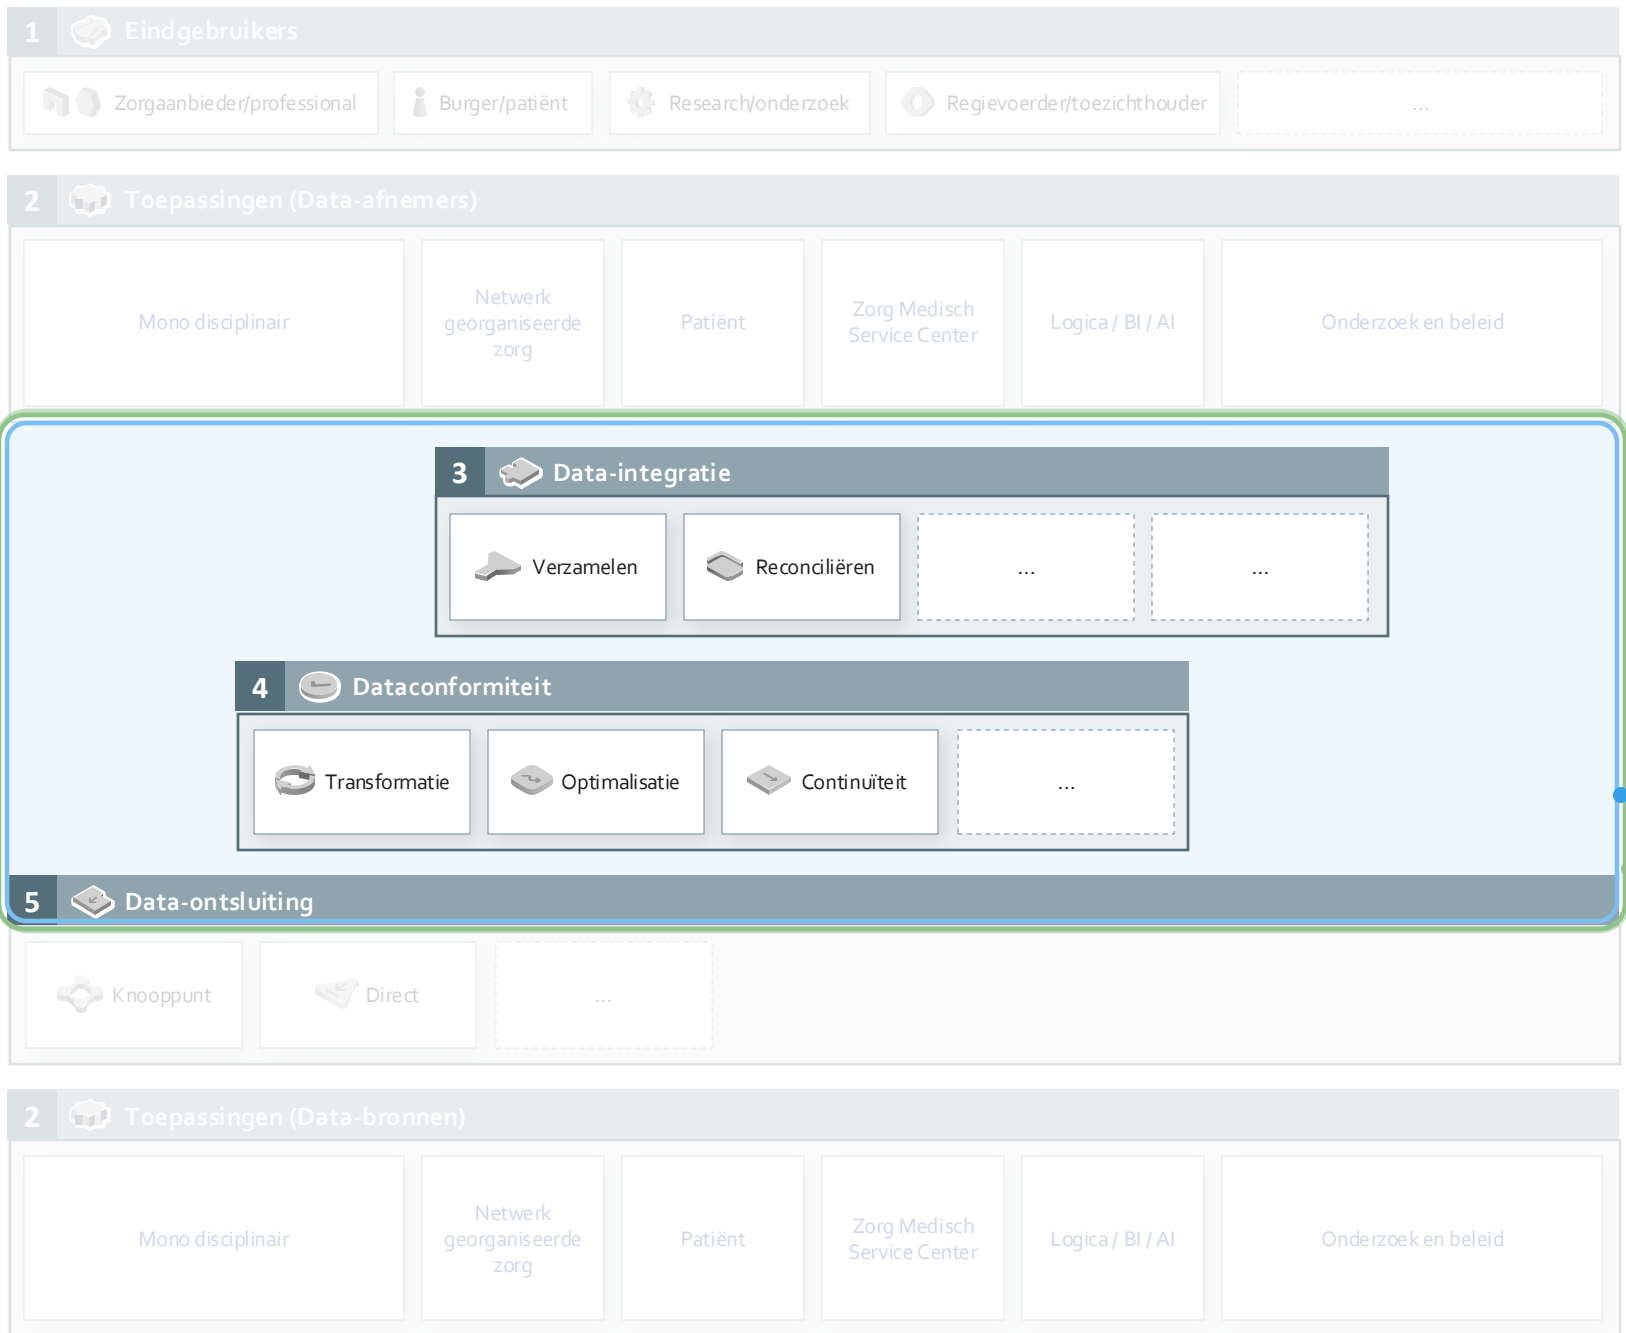 1 Eindgebruikers
Zorgaanbieder/professional
Burger/patiënt
Research/onderzoek
Regievoerder/toezichthouder
...
2 Toepassingen (Data-afnemers)
Mono disciplinair
Netwerk
georganiseerde
zorg
Patiënt
Zorg Medisch
Service Center
Logica / BI / AI
Onderzoek en beleid
3 Data-integratie
Verzamelen
Reconciliëren
...
...
4 Dataconformiteit
Transformatie
Optimalisatie
Continuïteit
...
5 Data-ontsluiting
Knooppunt
Direct
...
2 Toepassingen (Data-bronnen)
Mono disciplinair
Netwerk
georganiseerde
zorg
Patiënt
Zorg Medisch
Service Center
Logica / BI / AI
Onderzoek en beleid